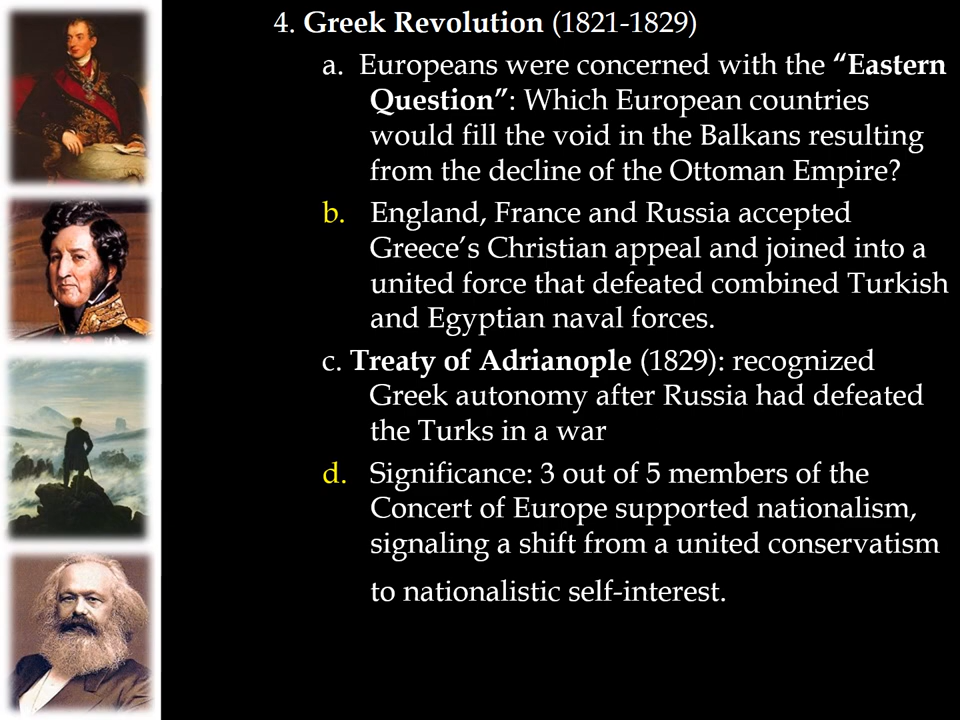 4. Greek Revolution (1821-1829)
a. Europeans were concerned with the “Eastern
Question”: Which European countries
would fill the void in the Balkans resulting
from the decline of the Ottoman Empire?
b. England, France and Russia accepted
Greece’s Christian appeal and joined into a
united force that defeated combined Turkish
and Egyptian naval forces.
c. Treaty of Adrianople (1829): recognized
Greek autonomy after Russia had defeated
the Turks in a war
d. Significance: 3 out of 5 members of the
Concert of Europe supported nationalism,
signaling a shift from a united conservatism
to nationalistic self-interest.